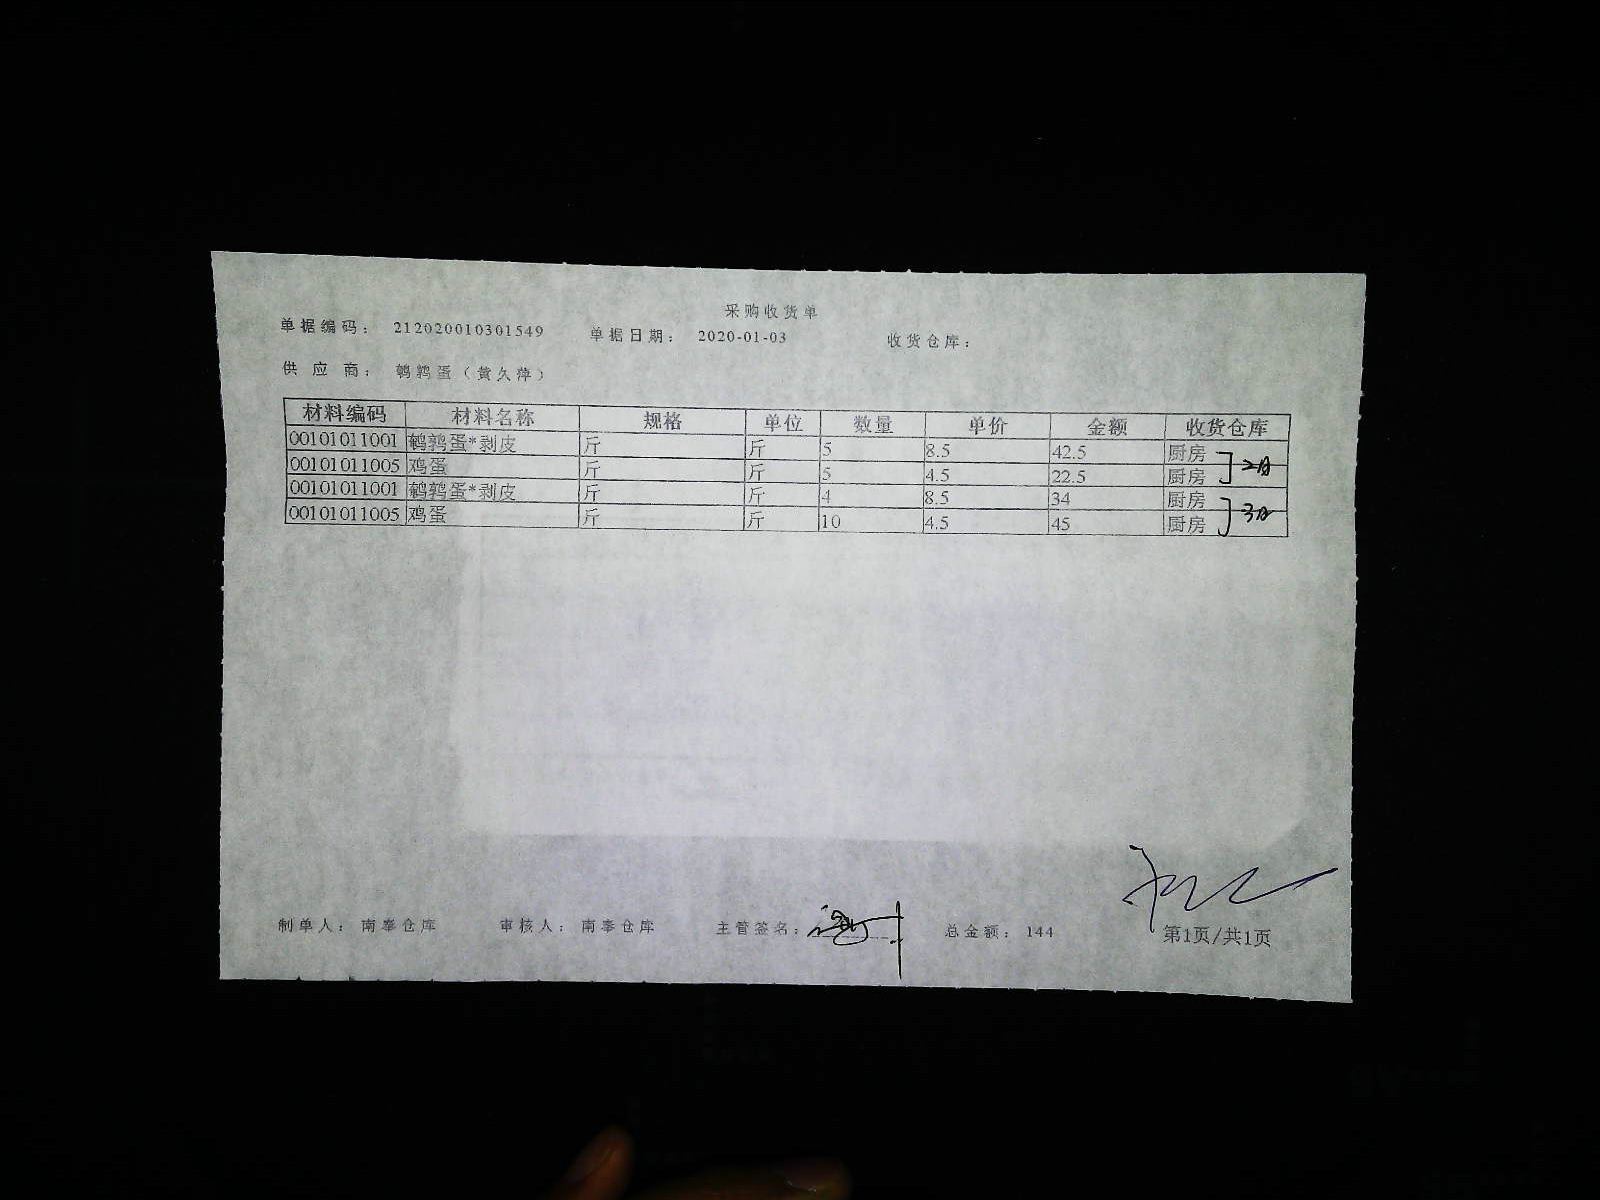 采购收货单
单据编码： 212020010301549 单据日期： 2020-01-03 收货仓库：
供 应 商： 鹌鹑蛋（黄久萍）
材料编码 材料名称 规格 单位 数量 单价 金额 收货仓库
00101011001 鹌鹑蛋*剥皮 斤 斤 5 8.5 42.5 厨房
00101011005 鸡蛋 斤 斤 5 4.5 22.5 厨房
2日
00101011001 鹌鹑蛋*剥皮 斤 斤 4 8.5 34 厨房
00101011005 鸡蛋 斤 斤 10 4.5 45 厨房
3日
制单人： 南奉仓库 审核人： 南奉仓库 主管签名： 总金额： 144 第1页/共1页